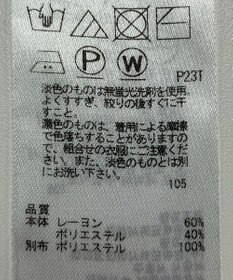 P
W
P23T
淡色のものは無蛍光洗剤を使用、
よくすすぎ、絞りの後すぐに干
すこと。
濃色のものは、着用による摩擦
で色落ちすることがありますの
で、組合せの衣服にご注意くだ
さい。また、淡色のものとは別
にお洗い下さい。
105
品質
本体 レーヨン 60%
ポリエステル 40%
別布 ポリエステル 100%